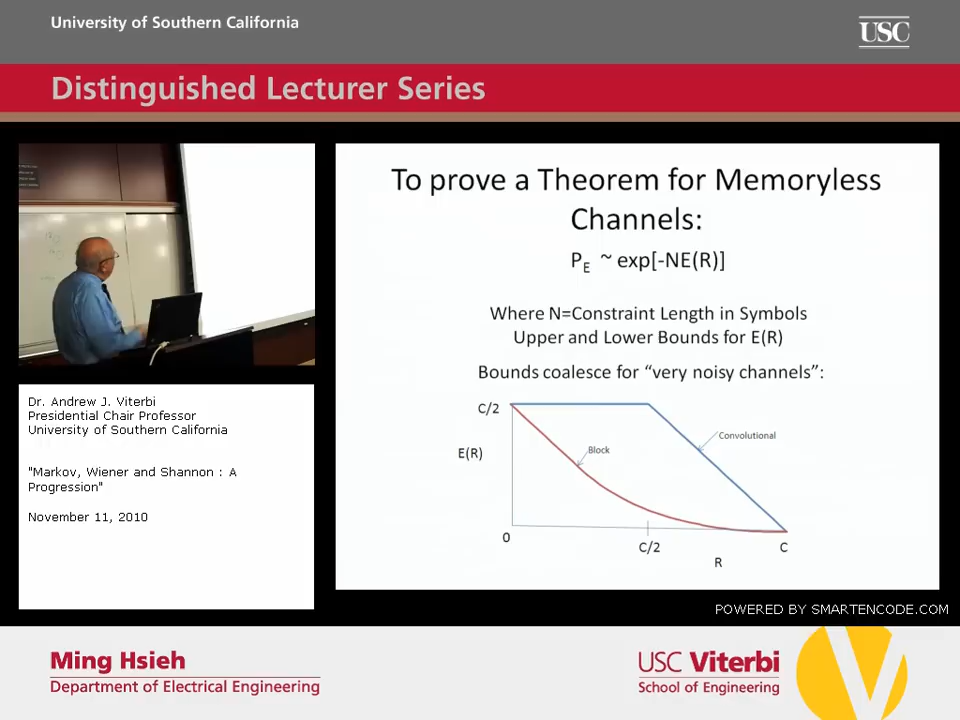 University of Southern California
USC
Distinguished Lecturer Series
To prove a Theorem for Memoryless
Channels:
PE ~ exp[-NE(R)]
Where N=Constraint Length in Symbols
Upper and Lower Bounds for E(R)
Bounds coalesce for “very noisy channels”:
C/2
Convolutional
E(R)
Block
0
C/2
C
R
Dr. Andrew J. Viterbi
Presidential Chair Professor
University of Southern California
"Markov, Wiener and Shannon : A
Progression"
November 11, 2010
POWERED BY SMARTENCODE.COM
Ming Hsieh
Department of Electrical Engineering
USC Viterbi
School of Engineering
V